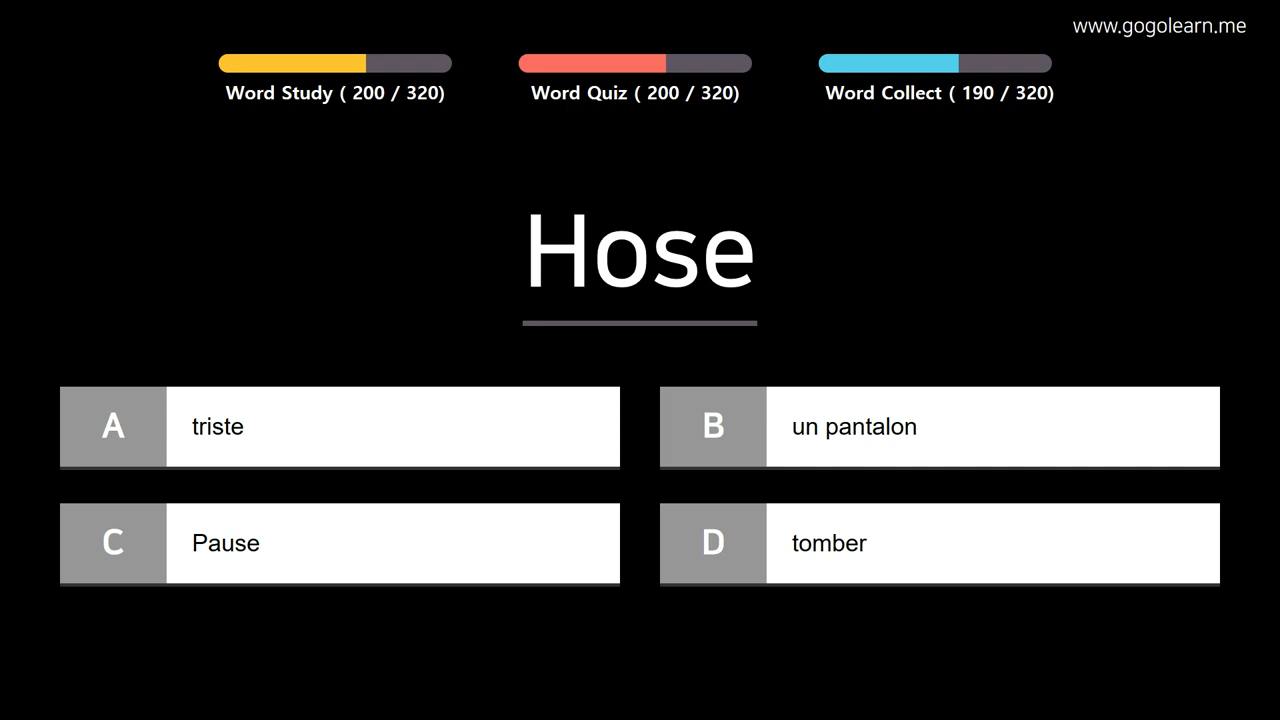 www.gogolearn.me
Word Study ( 200 / 320)
Word Quiz ( 200 / 320)
Word Collect ( 190 / 320)
Hose
A triste
B un pantalon
C Pause
D tomber